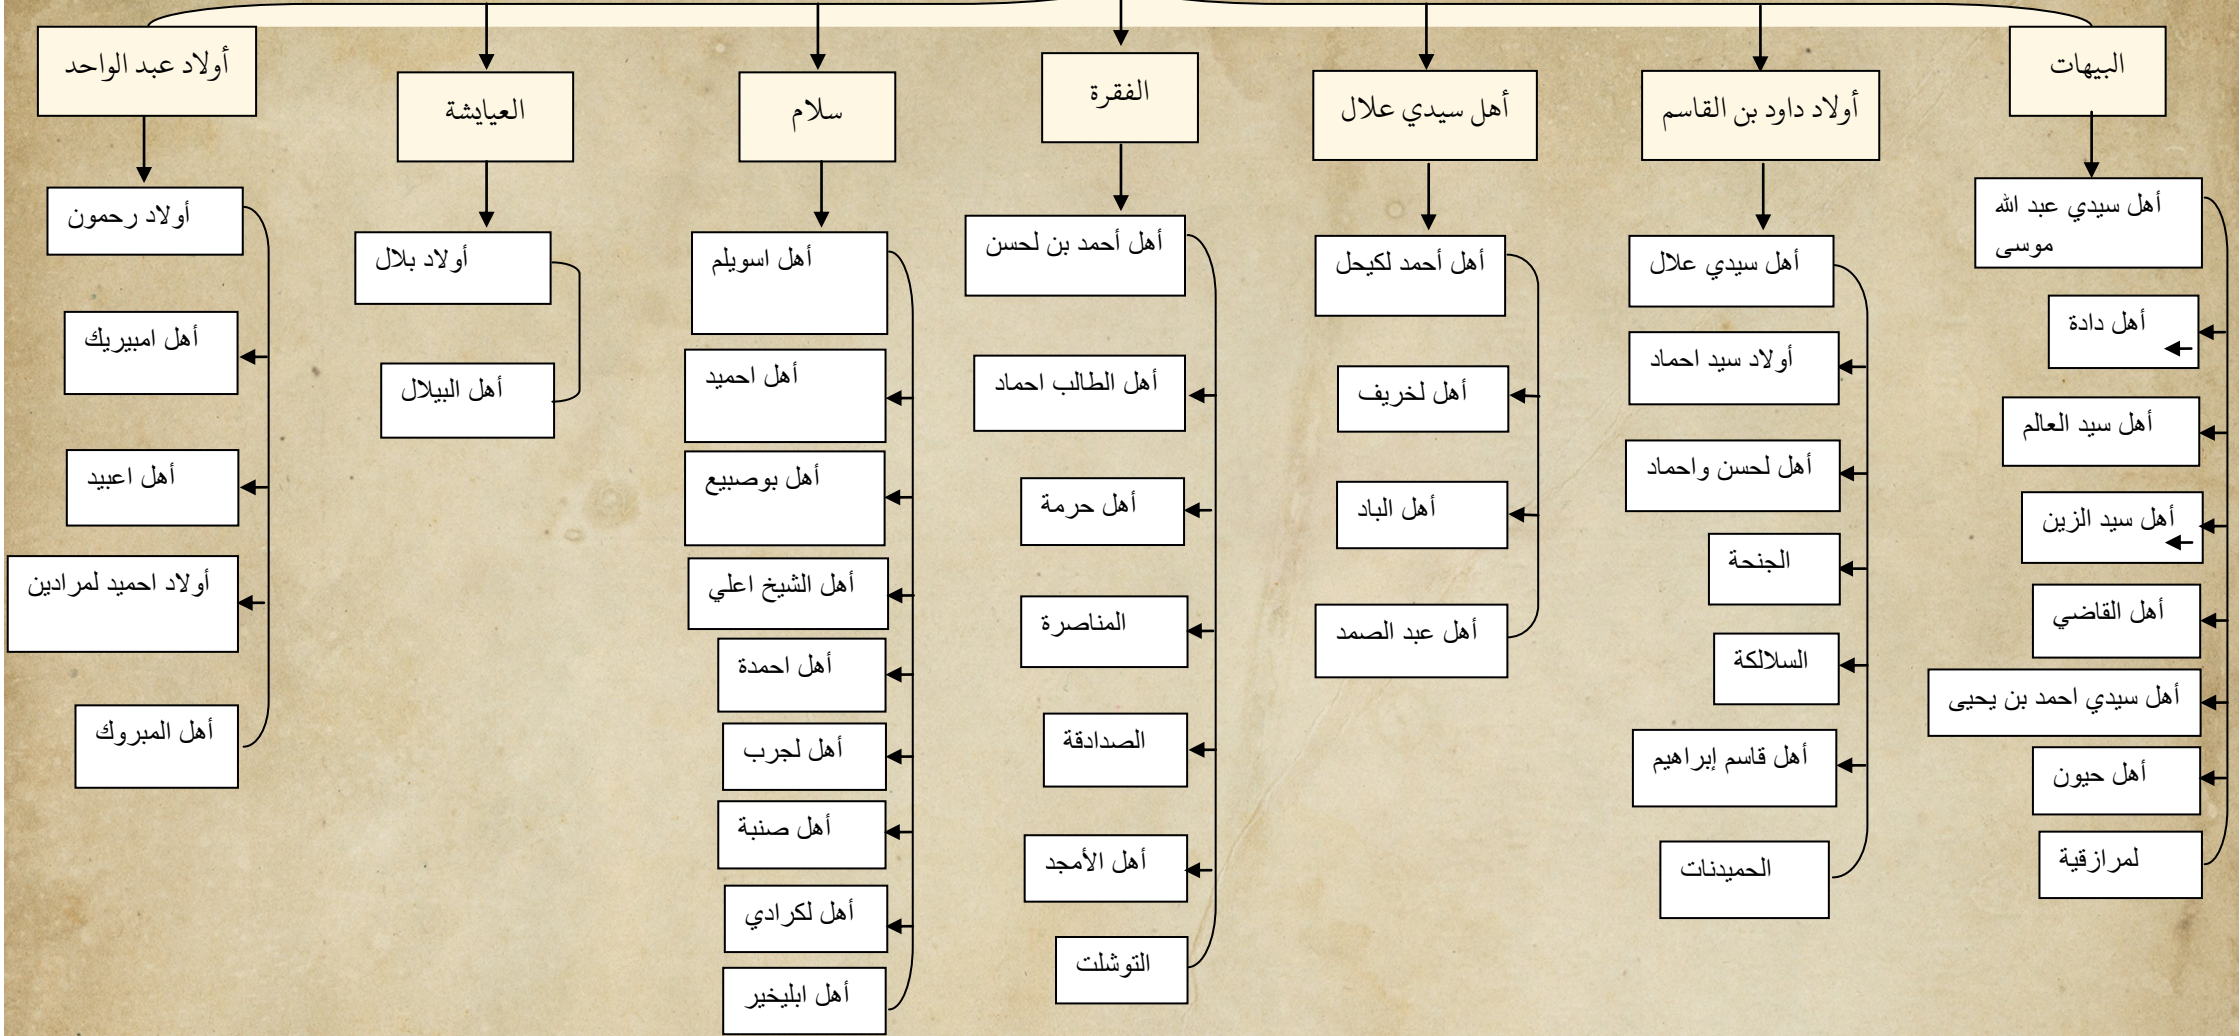 البيهات
أهل سيدي عبد الله
موسى
أهل دادة
أهل سيد العالم
أهل سيد الزين
أهل القاضي
أهل سيدي احمد بن يحيى
أهل حيون
لمرازقية
أولاد داود بن القاسم
أهل سيدي علال
أولاد سيد احماد
أهل لحسن واحماد
الجنحة
السلالكة
أهل قاسم إبراهيم
الحميدنات
أهل سيدي علال
أهل أحمد لكيحل
أهل لخريف
أهل الباد
أهل عبد الصمد
الفقرة
أهل أحمد بن لحسن
أهل الطالب احماد
أهل حرمة
المناصرة
الصدادقة
أهل الأمجد
التوشلت
سلام
أهل اسويلم
أهل احميد
أهل بوصبيع
أهل الشيخ اعلي
أهل احمدة
أهل لجرب
أهل صنبة
أهل لكرادي
أهل ابليخير
العيايشة
أولاد بلال
أهل البيلال
أولاد عبد الواحد
أولاد رحمون
أهل امبيريك
أهل اعبيد
أولاد احميد لمرادين
أهل المبروك